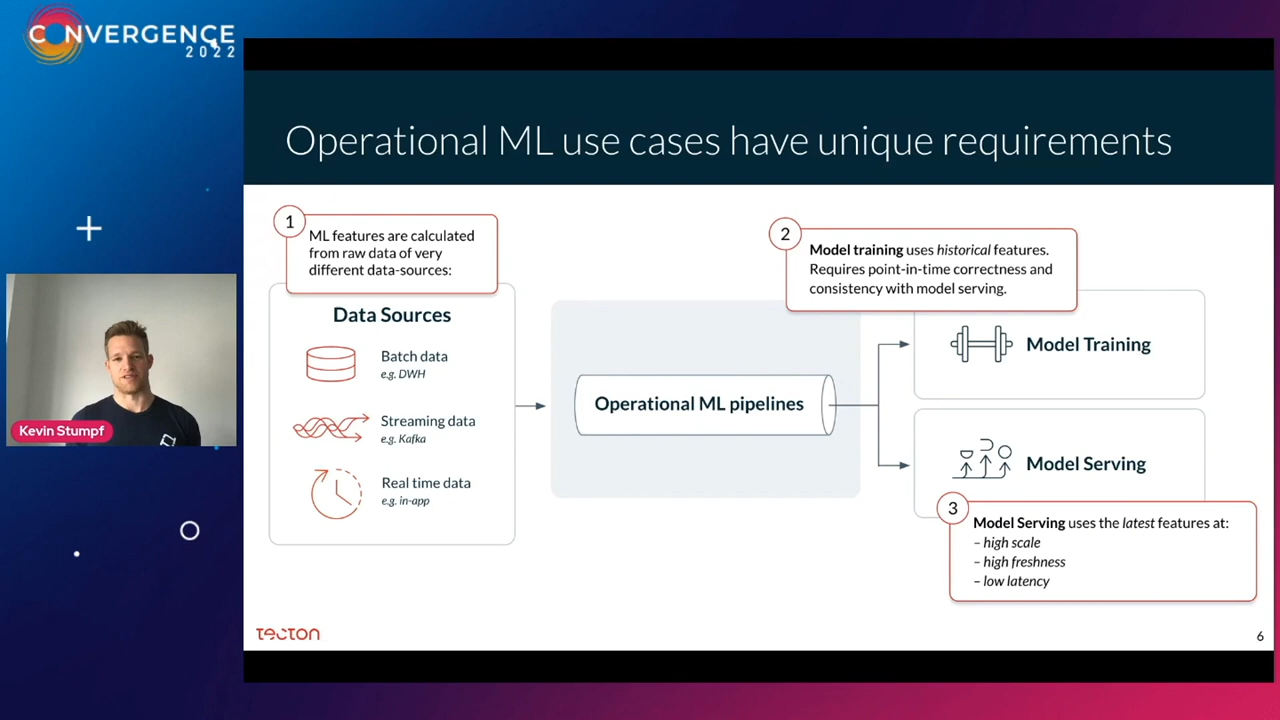 CONVERGENCE
2022
Operational ML use cases have unique requirements
1
ML features are calculated
from raw data of very
different data-sources:
Data Sources
Batch data
e.g. DWH
Streaming data
e.g. Kafka
Real time data
e.g. in-app
Operational ML pipelines
2
Model training uses historical features.
Requires point-in-time correctness and
consistency with model serving.
Model Training
Model Serving
3
Model Serving uses the latest features at:
– high scale
– high freshness
– low latency
Kevin Stumpf
TECTON
6